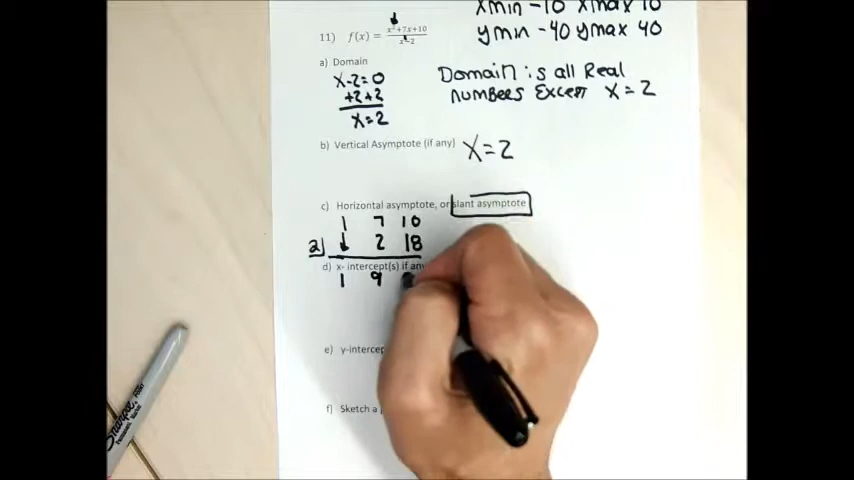 xmin -10 xmax 10
ymin -40 ymax 40
11) f(x) = x²+7x+10 / x-2
a) Domain
x-2=0
+2 +2
x=2
Domain is all Real
numbers Except x=2
b) Vertical Asymptote (if any) x=2
c) Horizontal asymptote, or slant asymptote
1 7 10
2| ↓ 2 18
d) x- intercept(s) if any
1 9
e) y-intercep
f) Sketch a
Sharpie